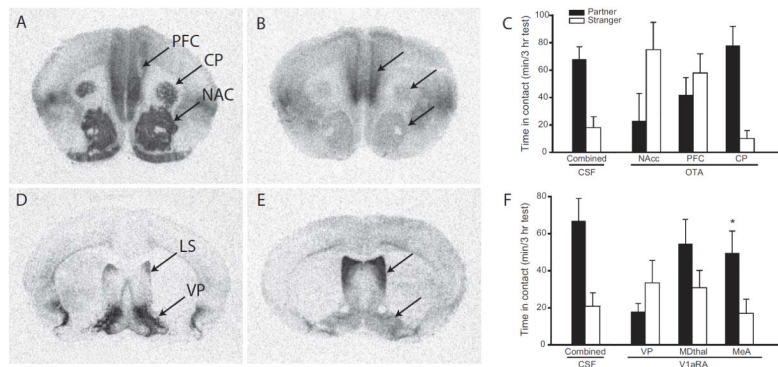 A
PFC
CP
NAC
B
C
Partner
Stranger
Time in contact (min/3 hr test)
100
80
60
40
20
0
Combined
NAcc
PFC
CP
CSF
OTA
D
LS
VP
E
F
Time in contact (min/3 hr test)
80
60
40
20
0
*
Combined
VP
MDthal
MeA
CSF
V1aRA